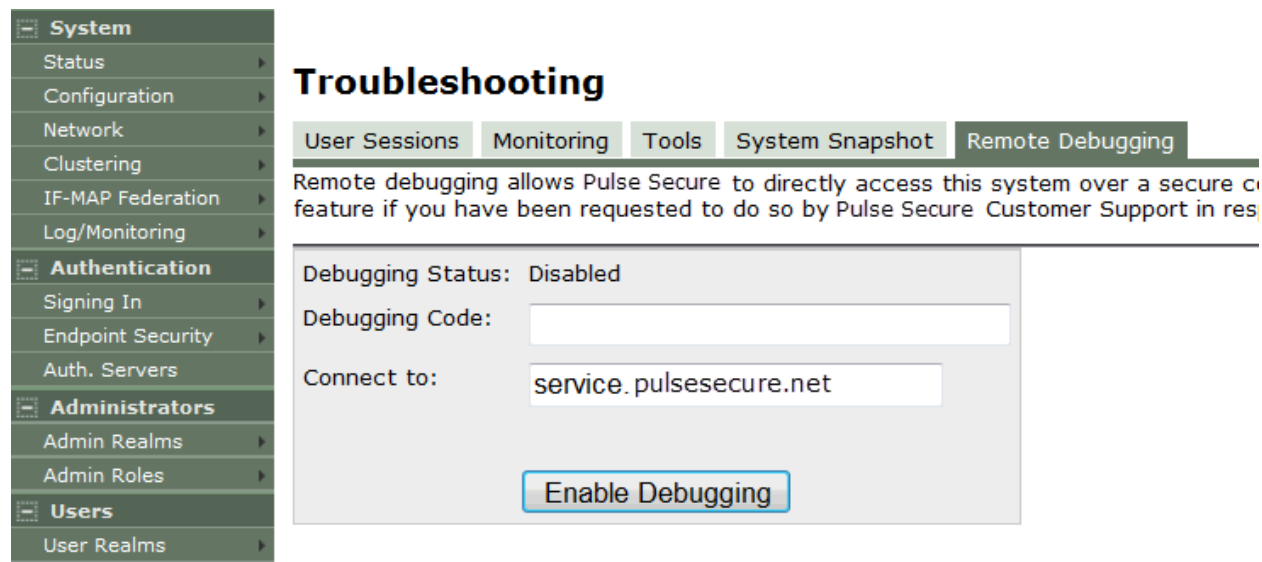 System
Status
Configuration
Network
Clustering
IF-MAP Federation
Log/Monitoring
Authentication
Signing In
Endpoint Security
Auth. Servers
Administrators
Admin Realms
Admin Roles
Users
User Realms
Troubleshooting
User Sessions Monitoring Tools System Snapshot Remote Debugging
Remote debugging allows Pulse Secure to directly access this system over a secure
feature if you have been requested to do so by Pulse Secure Customer Support in
Debugging Status: Disabled
Debugging Code:
Connect to: service.pulsesecure.net
Enable Debugging